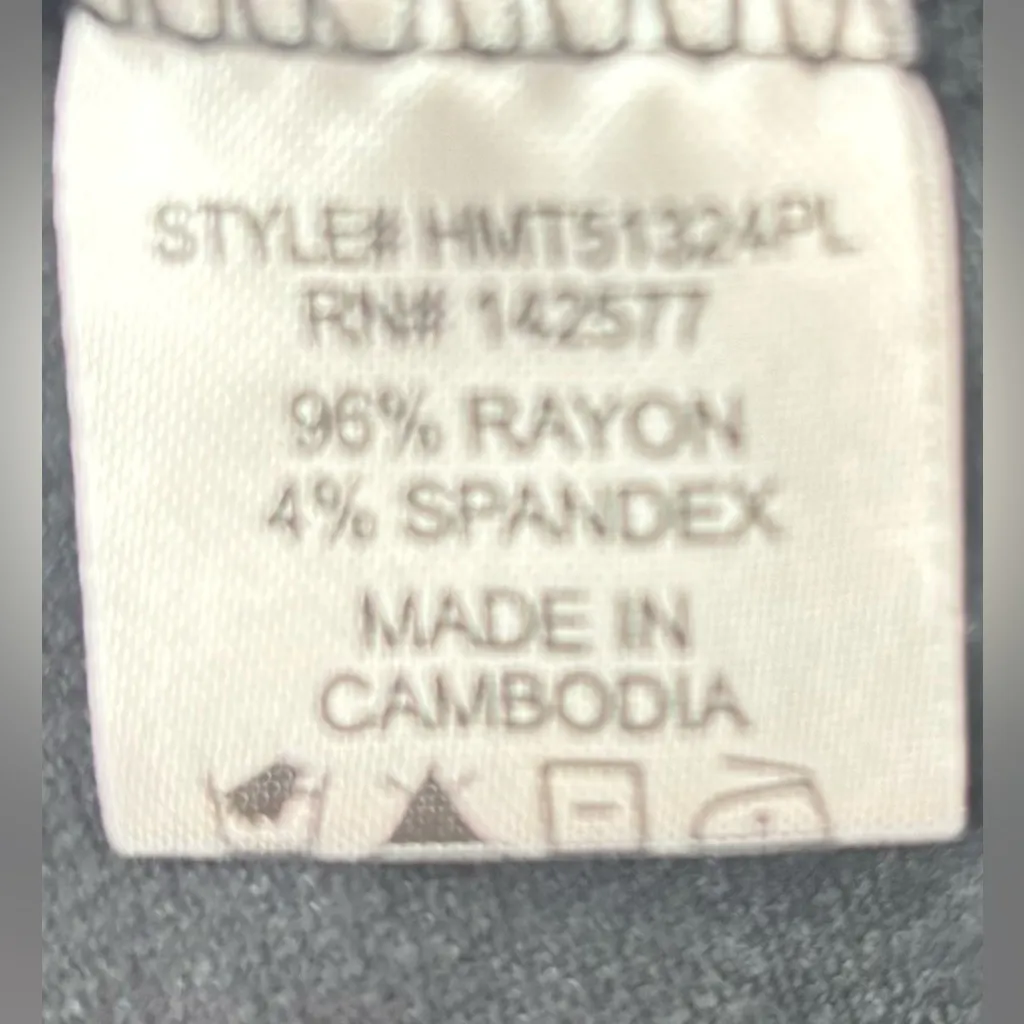 STYLE# HMT51324PL
RN# 142577
96% RAYON
4% SPANDEX
MADE IN
CAMBODIA